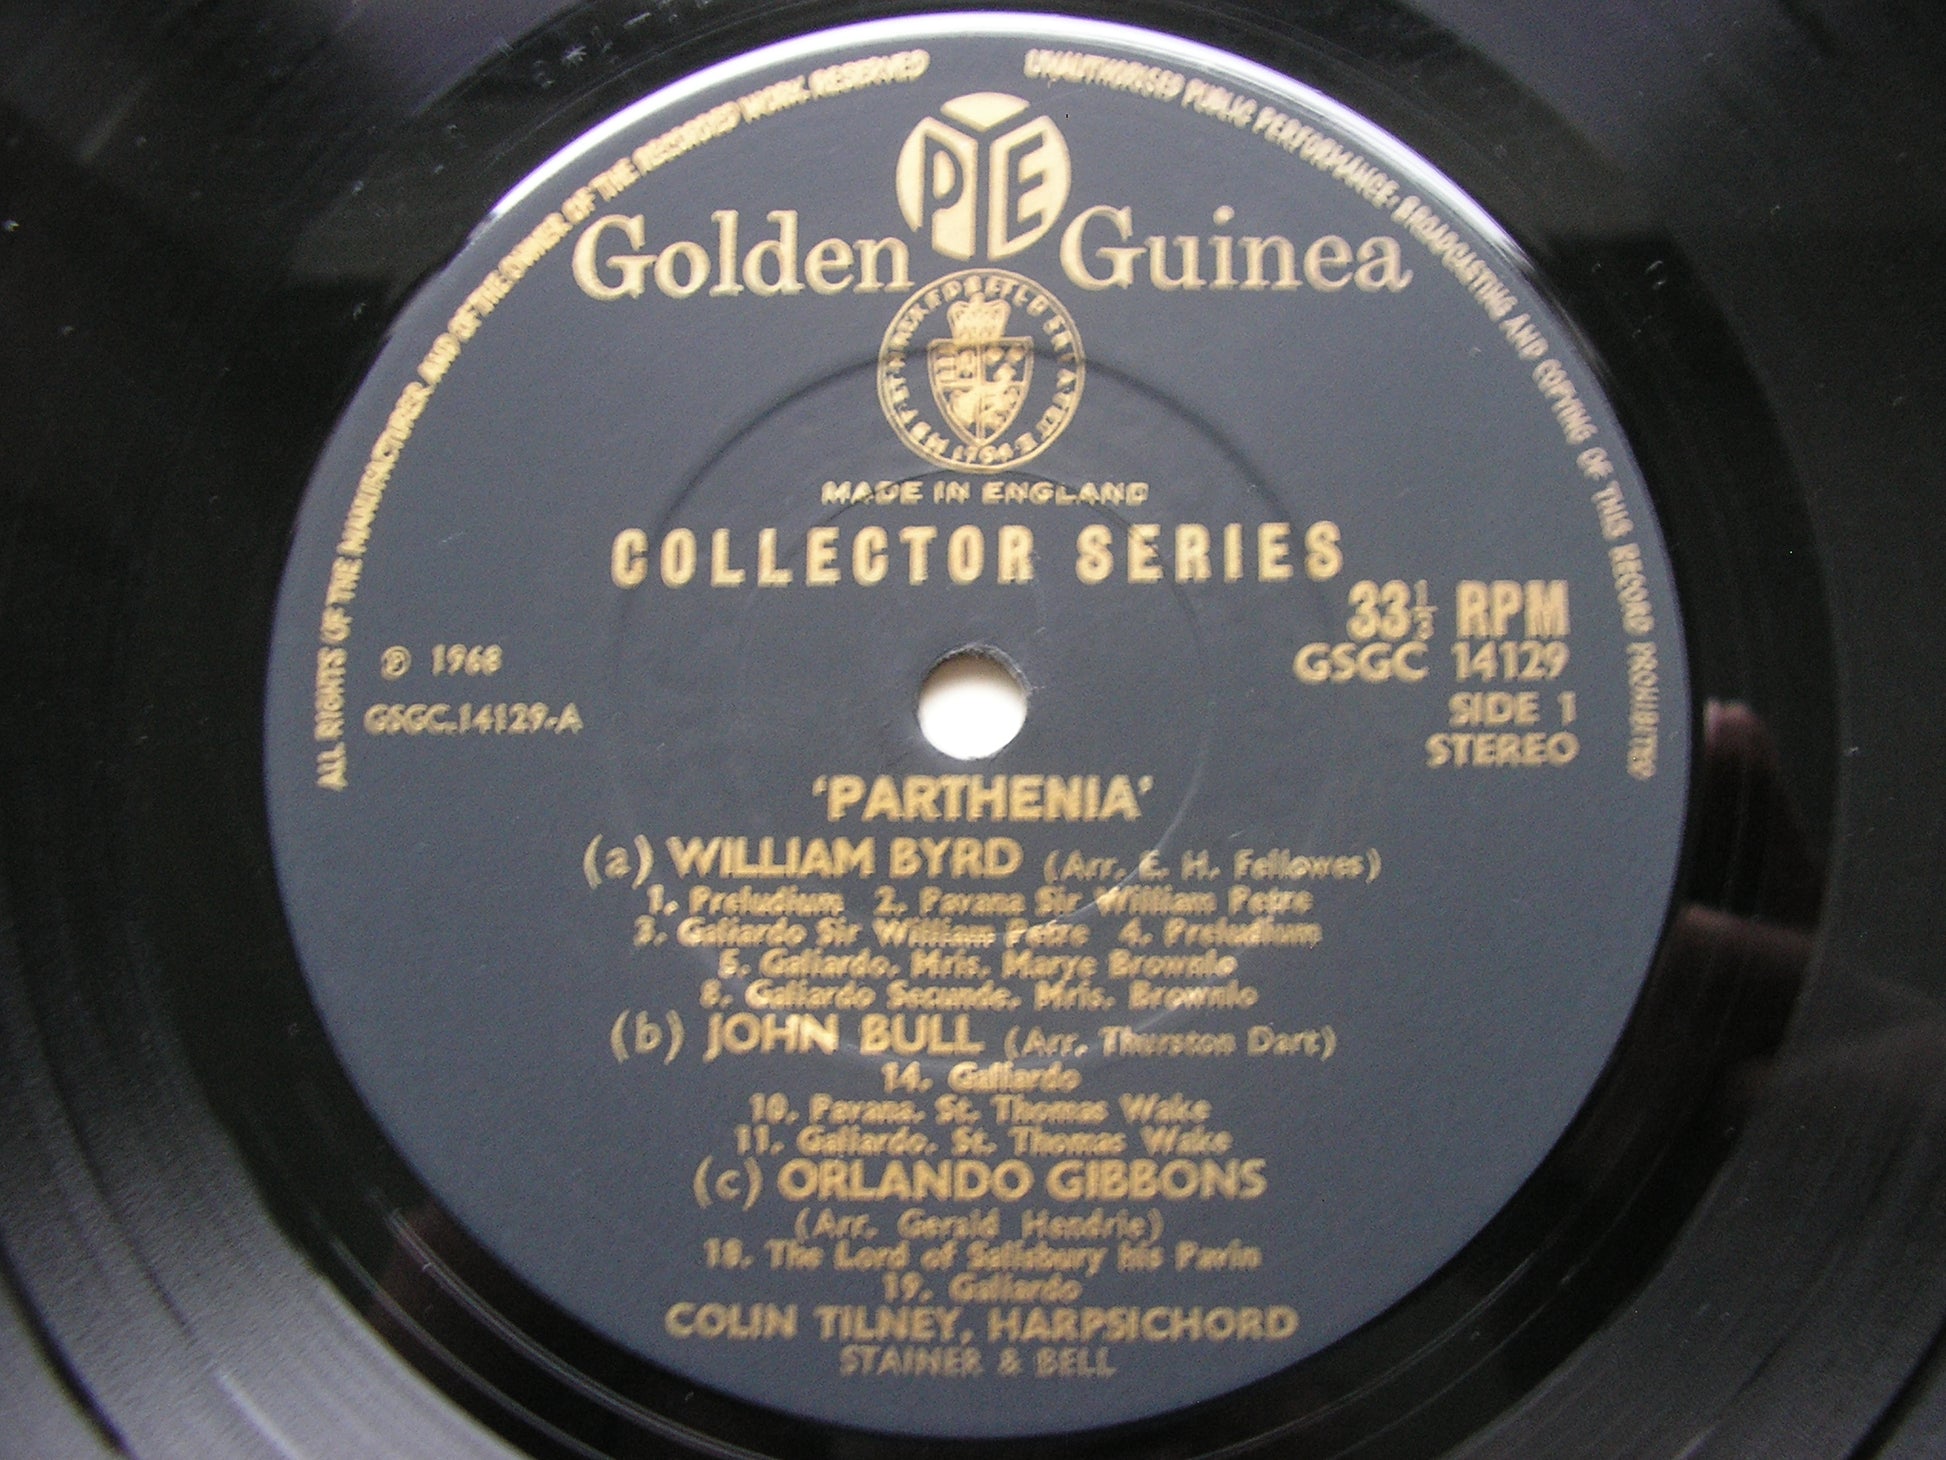 ALL RIGHTS OF THE MANUFACTURER AND OF THE OWNER OF THE RECORDED WORK RESERVED
UNAUTHORISED PUBLIC PERFORMANCE, BROADCASTING AND COPYING OF THIS RECORD PROHIBITED
PYE
Golden Guinea
MADE IN ENGLAND
COLLECTOR SERIES
33⅓ RPM
GSGC 14129
SIDE 1
STEREO
℗ 1968
GSGC.14129-A
'PARTHENIA'
(a) WILLIAM BYRD (Arr. E. H. Fellowes)
1. Preludium 2. Pavana Sir William Petre
3. Galiardo Sir William Petre 4. Preludium
5. Galiardo. Mris. Marye Brownlo
8. Galiardo Secunde. Mris. Brownlo
(b) JOHN BULL (Arr. Thurston Dart)
14. Galliardo
10. Pavana. St. Thomas Wake
11. Galliardo. St. Thomas Wake
(c) ORLANDO GIBBONS
(Arr. Gerald Hendrie)
18. The Lord of Salisbury his Pavin
19. Galiardo
COLIN TILNEY, HARPSICHORD
STAINER & BELL